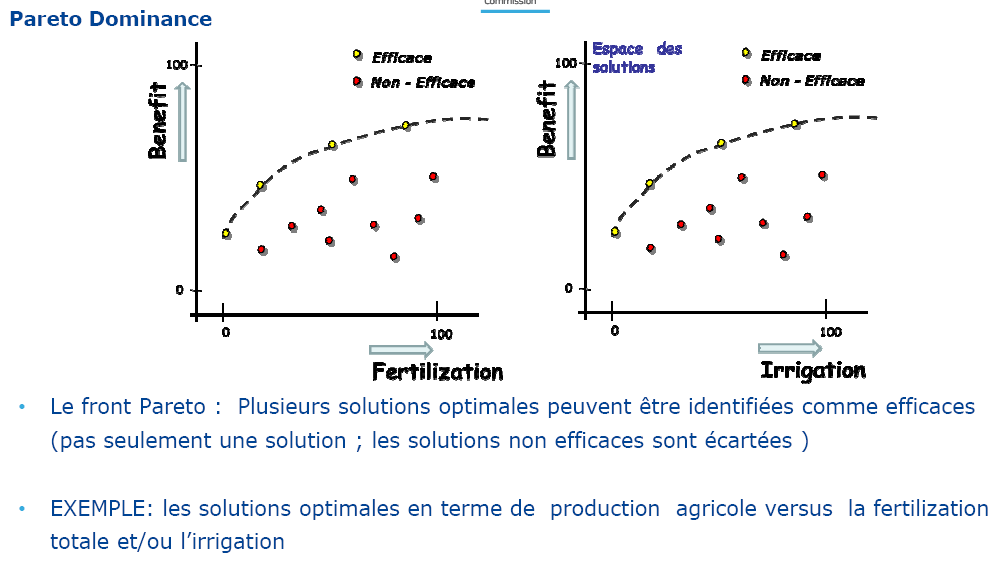 Commission
Pareto Dominance
100
Benefit
0
Efficace
Non - Efficace
0
100
Fertilization
100
Espace des
solutions
Benefit
0
Efficace
Non - Efficace
0
100
Irrigation
• Le front Pareto : Plusieurs solutions optimales peuvent être identifiées comme efficaces
(pas seulement une solution ; les solutions non efficaces sont écartées )
• EXEMPLE: les solutions optimales en terme de production agricole versus la fertilization
totale et/ou l’irrigation